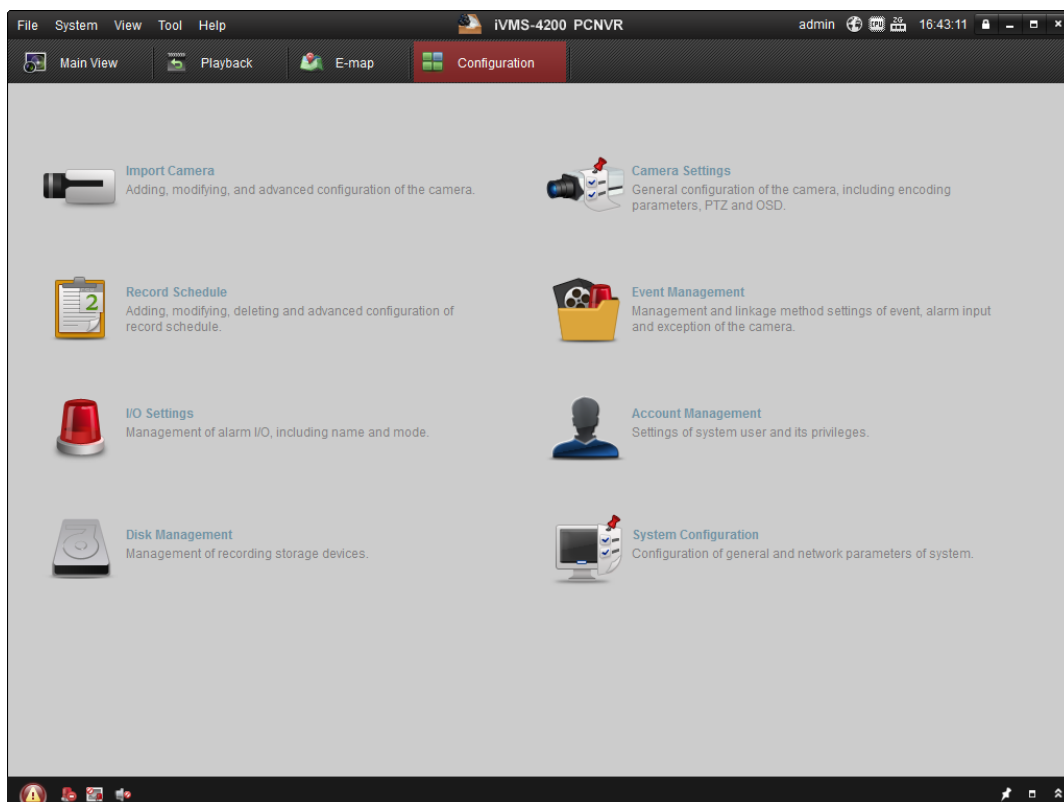 File System View Tool Help iVMS-4200 PCNVR admin CPU 2G 16:43:11
Main View Playback E-map Configuration
Import Camera
Adding, modifying, and advanced configuration of the camera.
Camera Settings
General configuration of the camera, including encoding
parameters, PTZ and OSD.
Record Schedule
Adding, modifying, deleting and advanced configuration of
record schedule.
Event Management
Management and linkage method settings of event, alarm input
and exception of the camera.
I/O Settings
Management of alarm I/O, including name and mode.
Account Management
Settings of system user and its privileges.
Disk Management
Management of recording storage devices.
System Configuration
Configuration of general and network parameters of system.